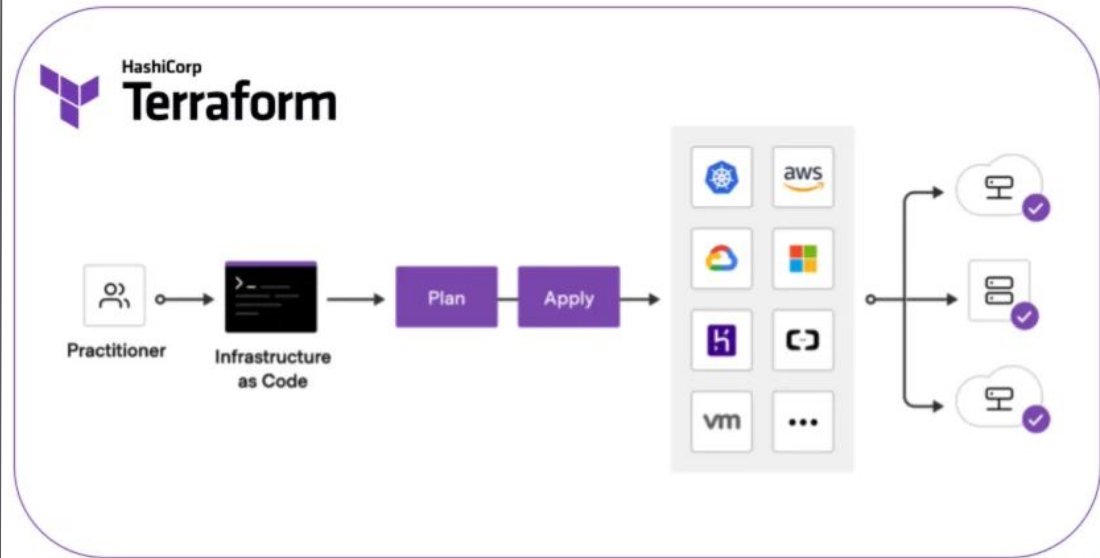 HashiCorp
Terraform
aws
Plan
Apply
Practitioner
Infrastructure
as Code
vm